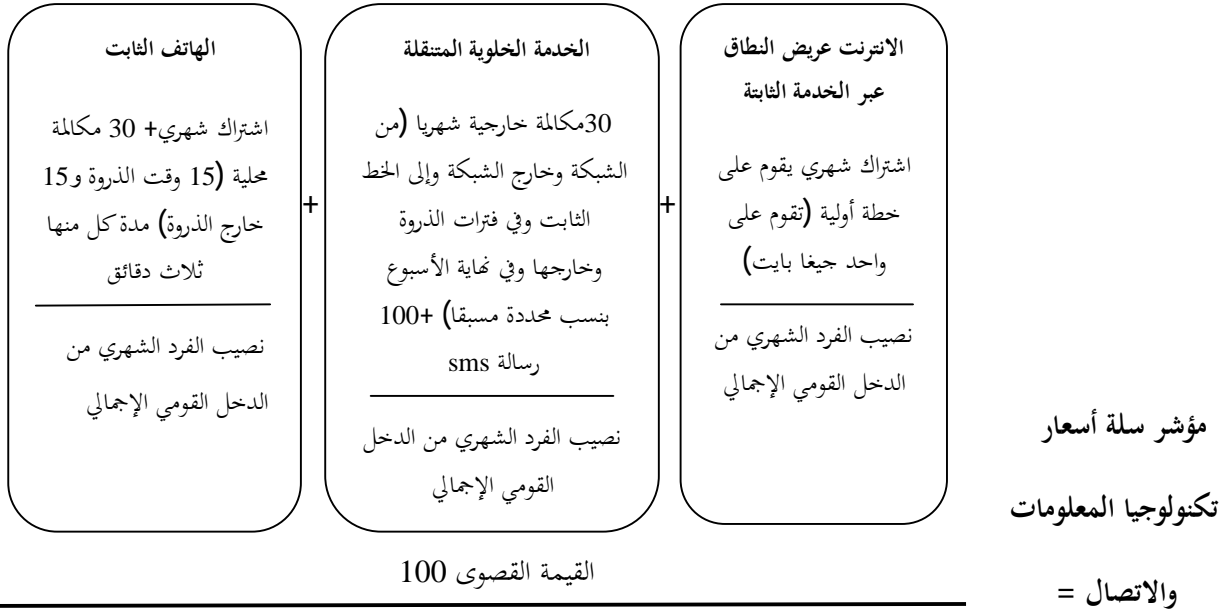 الانترنت عريض النطاق
عبر الخدمة الثابتة
اشتراك شهري يقوم على
خطة أولية (تقوم على
واحد جيغا بايت)
نصيب الفرد الشهري من
الدخل القومي الإجمالي
+
الخدمة الخلوية المتنقلة
30مكالمة خارجية شهريا (من
الشبكة وخارج الشبكة وإلى الخط
الثابت وفي فترات الذروة
وخارجها وفي نهاية الأسبوع
بنسب محددة مسبقا) +100
رسالة sms
نصيب الفرد الشهري من الدخل
القومي الإجمالي
+
الهاتف الثابت
اشتراك شهري+ 30 مكالمة
محلية (15 وقت الذروة و15
خارج الذروة) مدة كل منها
ثلاث دقائق
نصيب الفرد الشهري من
الدخل القومي الإجمالي
القيمة القصوى 100
مؤشر سلة أسعار
تكنولوجيا المعلومات
والاتصال =